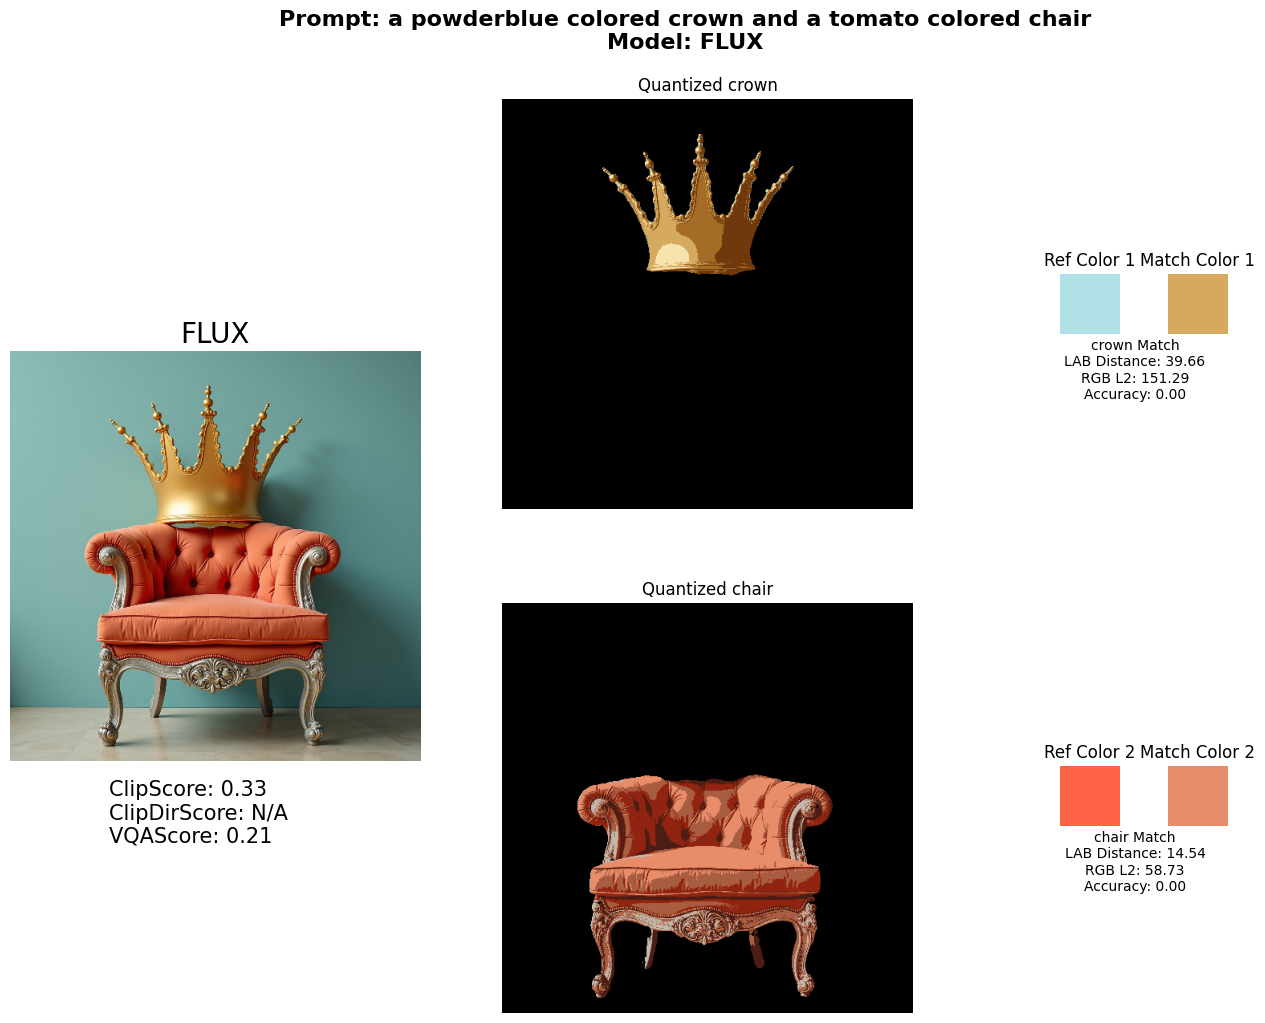 Prompt: a powderblue colored crown and a tomato colored chair
Model: FLUX
Quantized crown
FLUX
ClipScore: 0.33
ClipDirScore: N/A
VQAScore: 0.21
Ref Color 1 Match Color 1
crown Match
LAB Distance: 39.66
RGB L2: 151.29
Accuracy: 0.00
Quantized chair
Ref Color 2 Match Color 2
chair Match
LAB Distance: 14.54
RGB L2: 58.73
Accuracy: 0.00